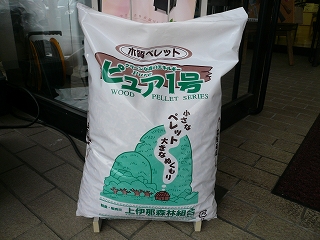 木質ペレット
ピュア1号
WOOD PELLET SERIES
小さな
ペレット
大きな
ぬくもり
上伊那森林組合